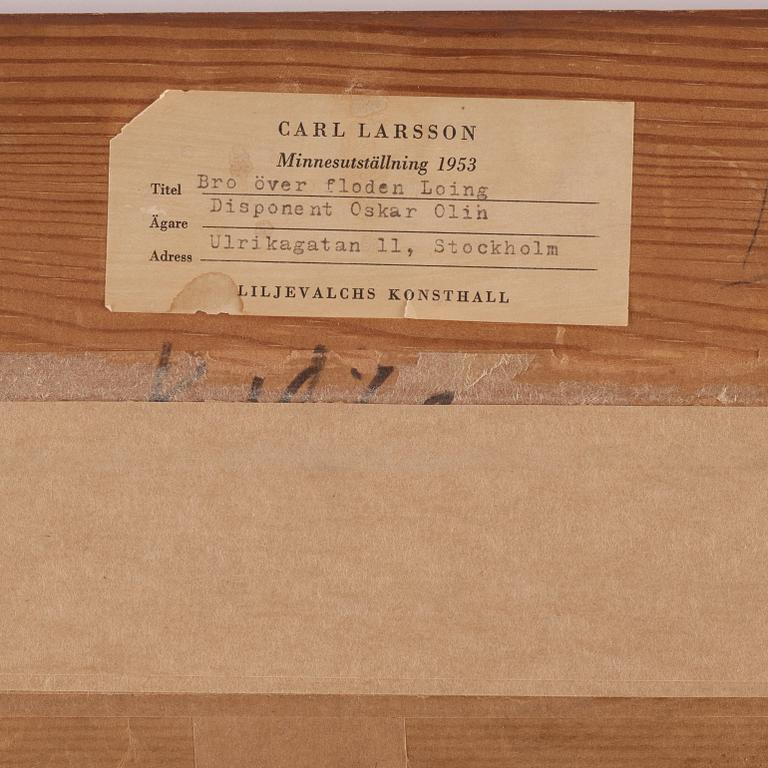 CARL LARSSON
Minnesutställning 1953
Titel Bro över floden Loing
Ägare Disponent Oskar Olin
Adress Ulrikagatan 11, Stockholm
LILJEVALCHS KONSTHALL